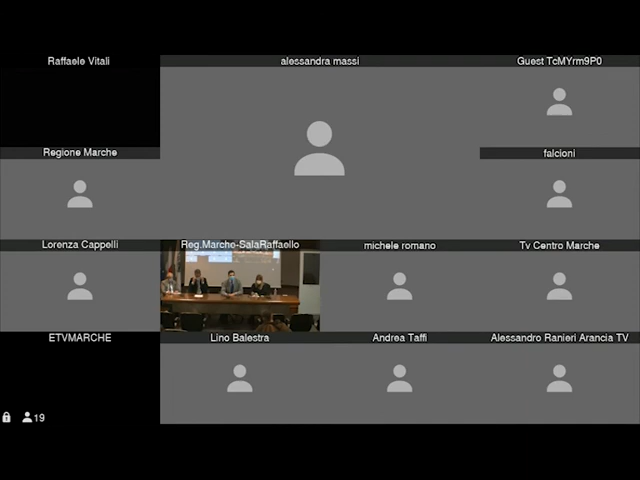 Raffaele Vitali
alessandra massi
Guest TcMYrm9P0
Regione Marche
falcioni
Lorenza Cappelli
Reg.Marche-SalaRaffaello
michele romano
Tv Centro Marche
ETVMARCHE
Lino Balestra
Andrea Taffi
Alessandro Ranieri Arancia TV
19